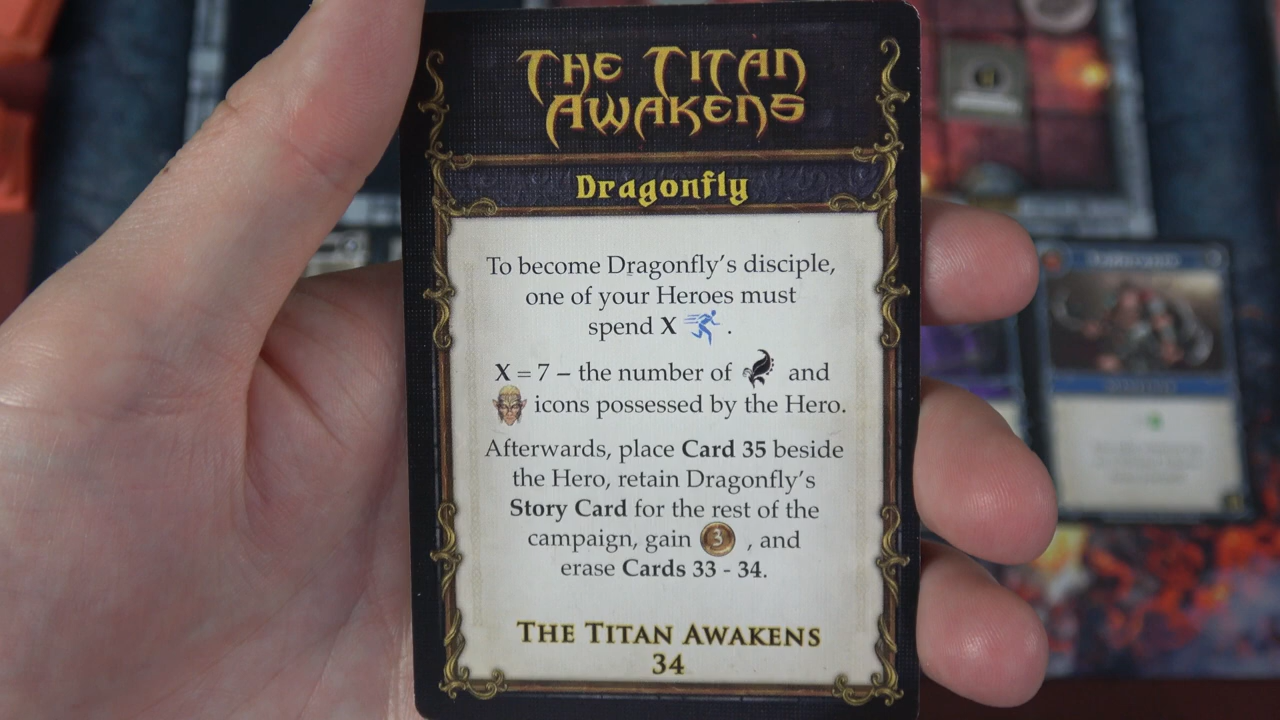 THE TITAN
AWAKENS
Dragonfly
To become Dragonfly's disciple,
one of your Heroes must
spend X .
X = 7 – the number of and
icons possessed by the Hero.
Afterwards, place Card 35 beside
the Hero, retain Dragonfly's
Story Card for the rest of the
campaign, gain 3 , and
erase Cards 33 - 34.
THE TITAN AWAKENS
34